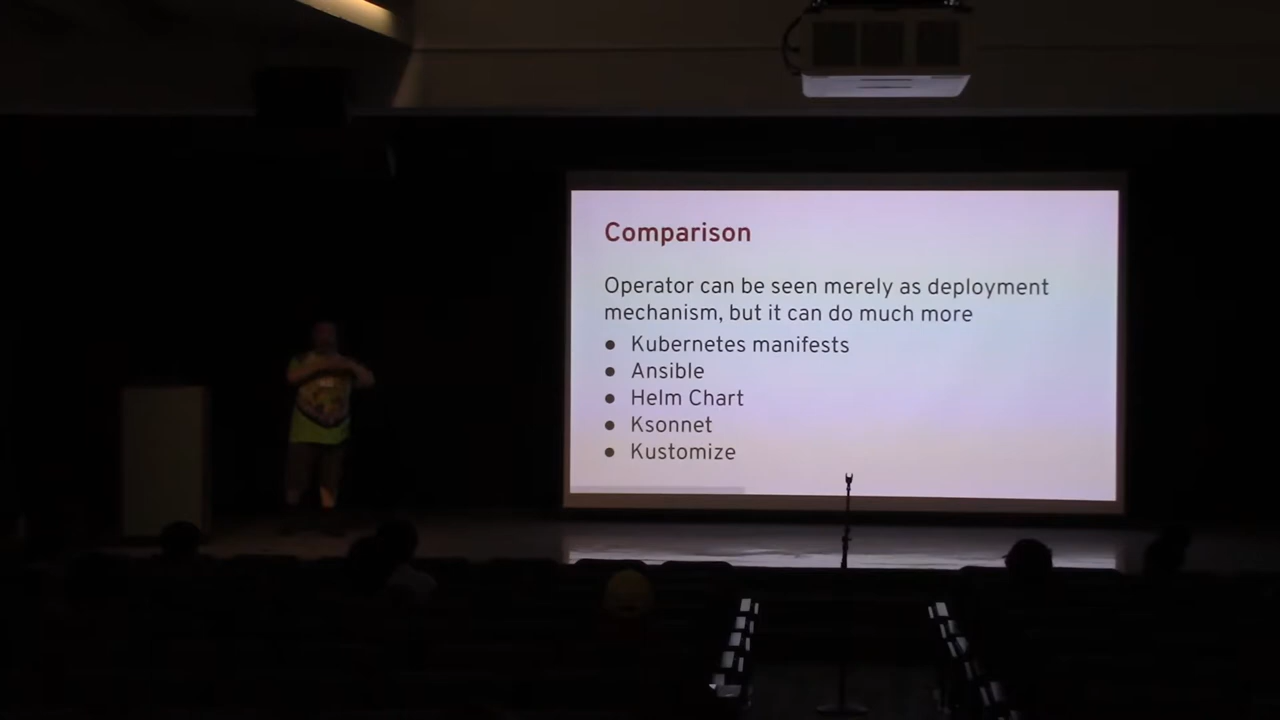 Comparison
Operator can be seen merely as deployment
mechanism, but it can do much more
● Kubernetes manifests
● Ansible
● Helm Chart
● Ksonnet
● Kustomize